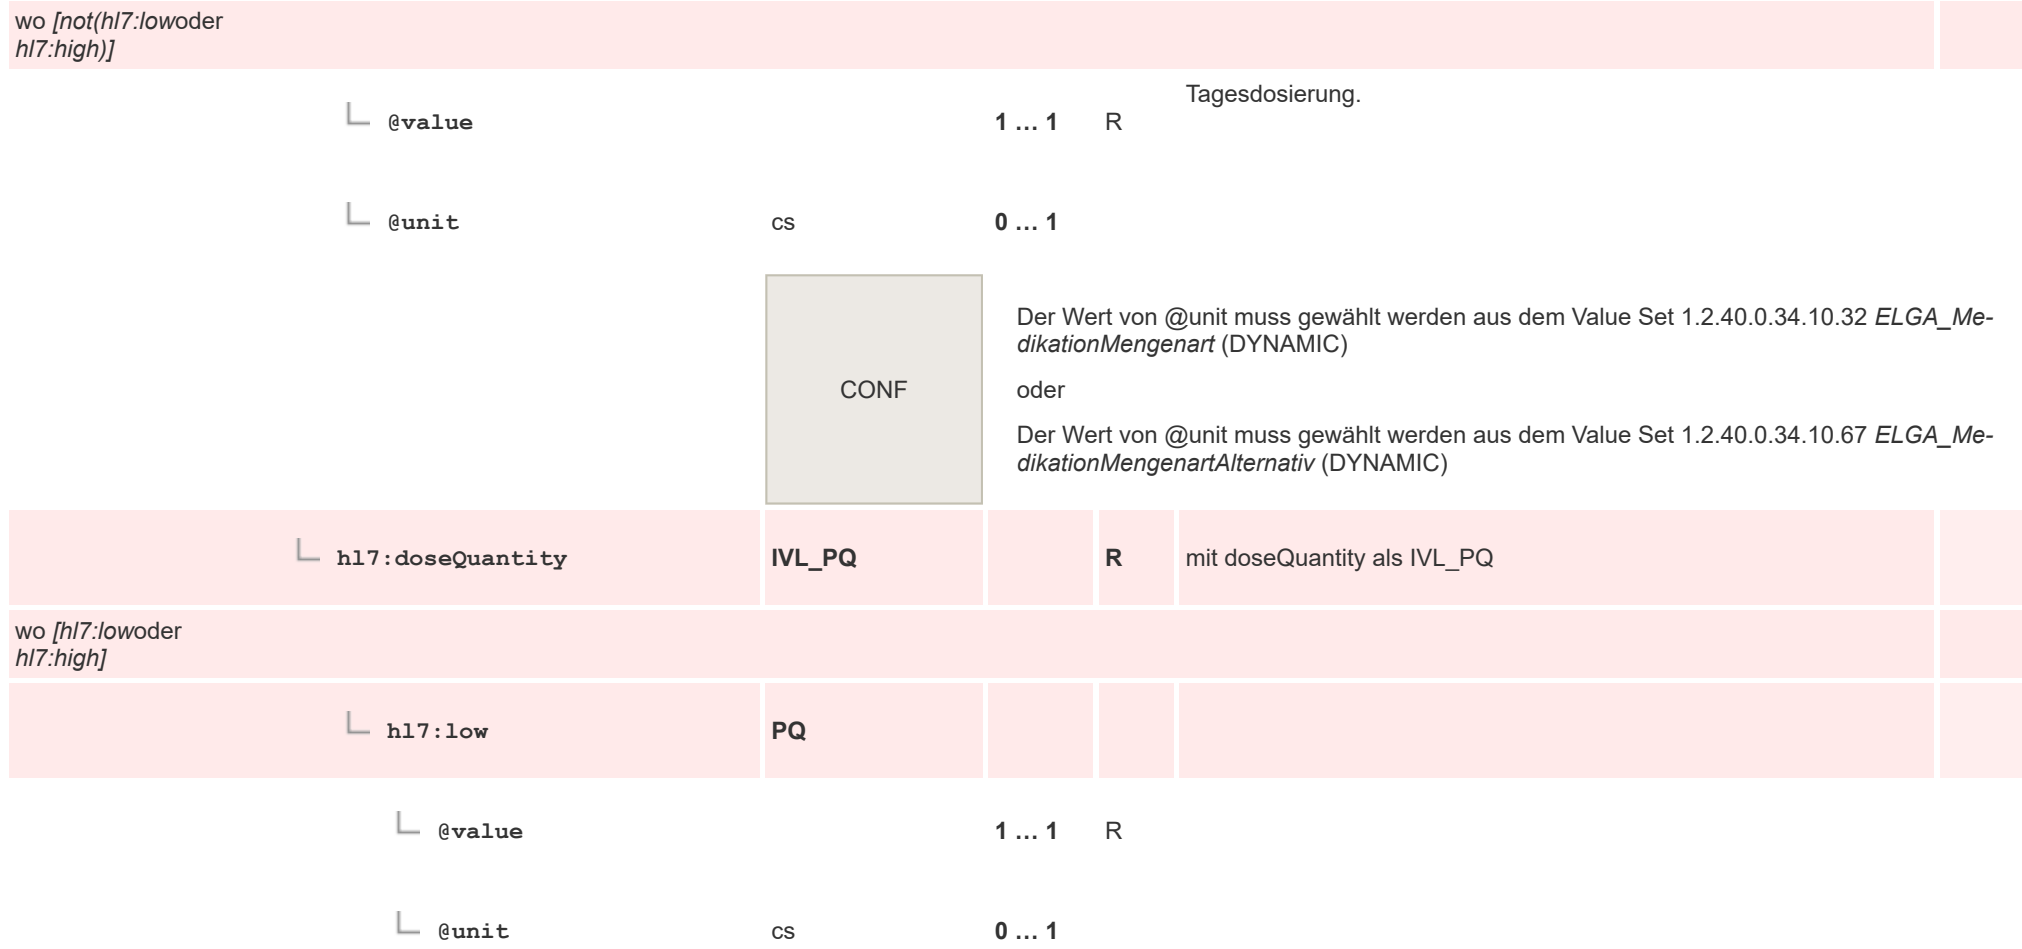 wo [not(hl7:lowoder
hl7:high)]
Tagesdosierung.
@value 1 … 1 R
@unit cs 0 … 1
CONF
Der Wert von @unit muss gewählt werden aus dem Value Set 1.2.40.0.34.10.32 ELGA_Me-
dikationMengenart (DYNAMIC)
oder
Der Wert von @unit muss gewählt werden aus dem Value Set 1.2.40.0.34.10.67 ELGA_Me-
dikationMengenartAlternativ (DYNAMIC)
hl7:doseQuantity IVL_PQ R mit doseQuantity als IVL_PQ
wo [hl7:lowoder
hl7:high]
hl7:low PQ
@value 1 … 1 R
@unit cs 0 … 1